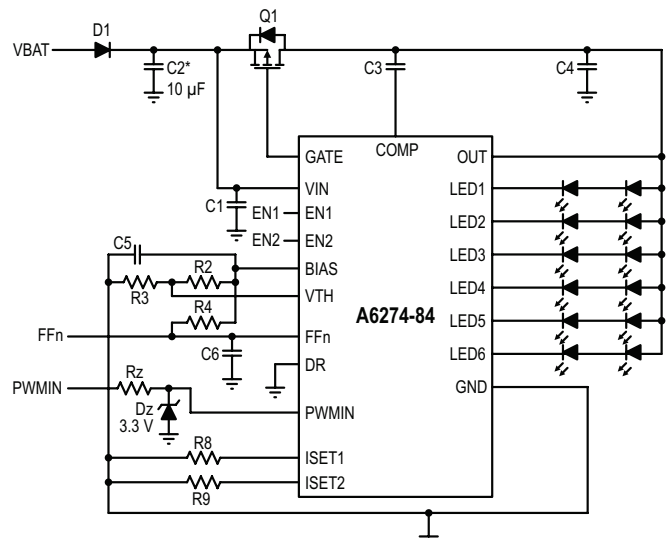 D1
Q1
VBAT
C2*
10 µF
C3
C4
GATE
COMP
OUT
VIN
LED1
C1
EN1
EN1
LED2
EN2
EN2
C5
LED3
BIAS
R3
R2
VTH
LED4
R4
A6274-84
FFn
FFn
LED5
C6
DR
LED6
PWMIN
Rz
GND
Dz
3.3 V
PWMIN
R8
ISET1
R9
ISET2